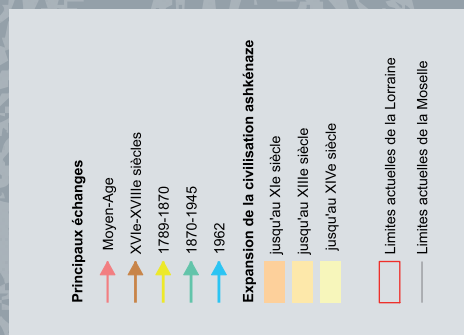 Principaux échanges
Moyen-Age
XVIe-XVIIIe siècles
1789-1870
1870-1945
1962
Expansion de la civilisation ashkénaze
jusqu'au XIe siècle
jusqu'au XIIIe siècle
jusqu'au XIVe siècle
Limites actuelles de la Lorraine
Limites actuelles de la Moselle